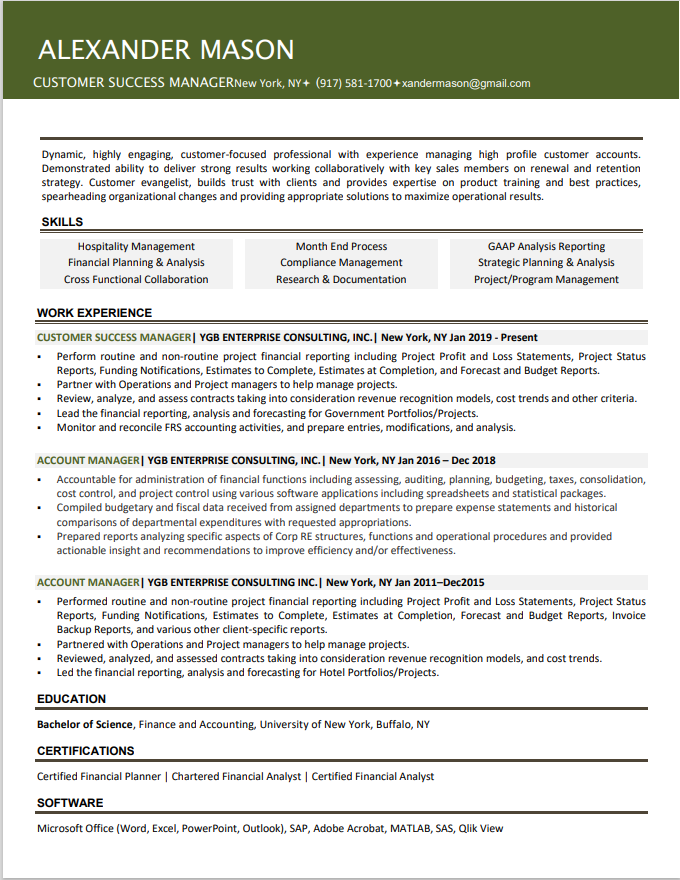 ALEXANDER MASON
CUSTOMER SUCCESS MANAGERNew York, NY✦ (917) 581-1700✦xandermason@gmail.com
Dynamic, highly engaging, customer-focused professional with experience managing high profile customer accounts.
Demonstrated ability to deliver strong results working collaboratively with key sales members on renewal and retention
strategy. Customer evangelist, builds trust with clients and provides expertise on product training and best practices,
spearheading organizational changes and providing appropriate solutions to maximize operational results.
SKILLS
Hospitality Management Month End Process GAAP Analysis Reporting
Financial Planning & Analysis Compliance Management Strategic Planning & Analysis
Cross Functional Collaboration Research & Documentation Project/Program Management
WORK EXPERIENCE
CUSTOMER SUCCESS MANAGER| YGB ENTERPRISE CONSULTING, INC.| New York, NY Jan 2019 - Present
▪ Perform routine and non-routine project financial reporting including Project Profit and Loss Statements, Project Status
Reports, Funding Notifications, Estimates to Complete, Estimates at Completion, and Forecast and Budget Reports.
▪ Partner with Operations and Project managers to help manage projects.
▪ Review, analyze, and assess contracts taking into consideration revenue recognition models, cost trends and other criteria.
▪ Lead the financial reporting, analysis and forecasting for Government Portfolios/Projects.
▪ Monitor and reconcile FRS accounting activities, and prepare entries, modifications, and analysis.
ACCOUNT MANAGER| YGB ENTERPRISE CONSULTING, INC.| New York, NY Jan 2016 – Dec 2018
▪ Accountable for administration of financial functions including assessing, auditing, planning, budgeting, taxes, consolidation,
cost control, and project control using various software applications including spreadsheets and statistical packages.
▪ Compiled budgetary and fiscal data received from assigned departments to prepare expense statements and historical
comparisons of departmental expenditures with requested appropriations.
▪ Prepared reports analyzing specific aspects of Corp RE structures, functions and operational procedures and provided
actionable insight and recommendations to improve efficiency and/or effectiveness.
ACCOUNT MANAGER| YGB ENTERPRISE CONSULTING INC.| New York, NY Jan 2011–Dec2015
▪ Performed routine and non-routine project financial reporting including Project Profit and Loss Statements, Project Status
Reports, Funding Notifications, Estimates to Complete, Estimates at Completion, Forecast and Budget Reports, Invoice
Backup Reports, and various other client-specific reports.
▪ Partnered with Operations and Project managers to help manage projects.
▪ Reviewed, analyzed, and assessed contracts taking into consideration revenue recognition models, and cost trends.
▪ Led the financial reporting, analysis and forecasting for Hotel Portfolios/Projects.
EDUCATION
Bachelor of Science, Finance and Accounting, University of New York, Buffalo, NY
CERTIFICATIONS
Certified Financial Planner | Chartered Financial Analyst | Certified Financial Analyst
SOFTWARE
Microsoft Office (Word, Excel, PowerPoint, Outlook), SAP, Adobe Acrobat, MATLAB, SAS, Qlik View